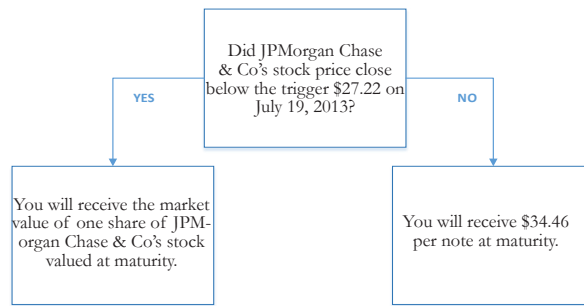 Did JPMorgan Chase
& Co’s stock price close
below the trigger $27.22 on
July 19, 2013?
YES
NO
You will receive the market
value of one share of JPM-
organ Chase & Co’s stock
valued at maturity.
You will receive $34.46
per note at maturity.